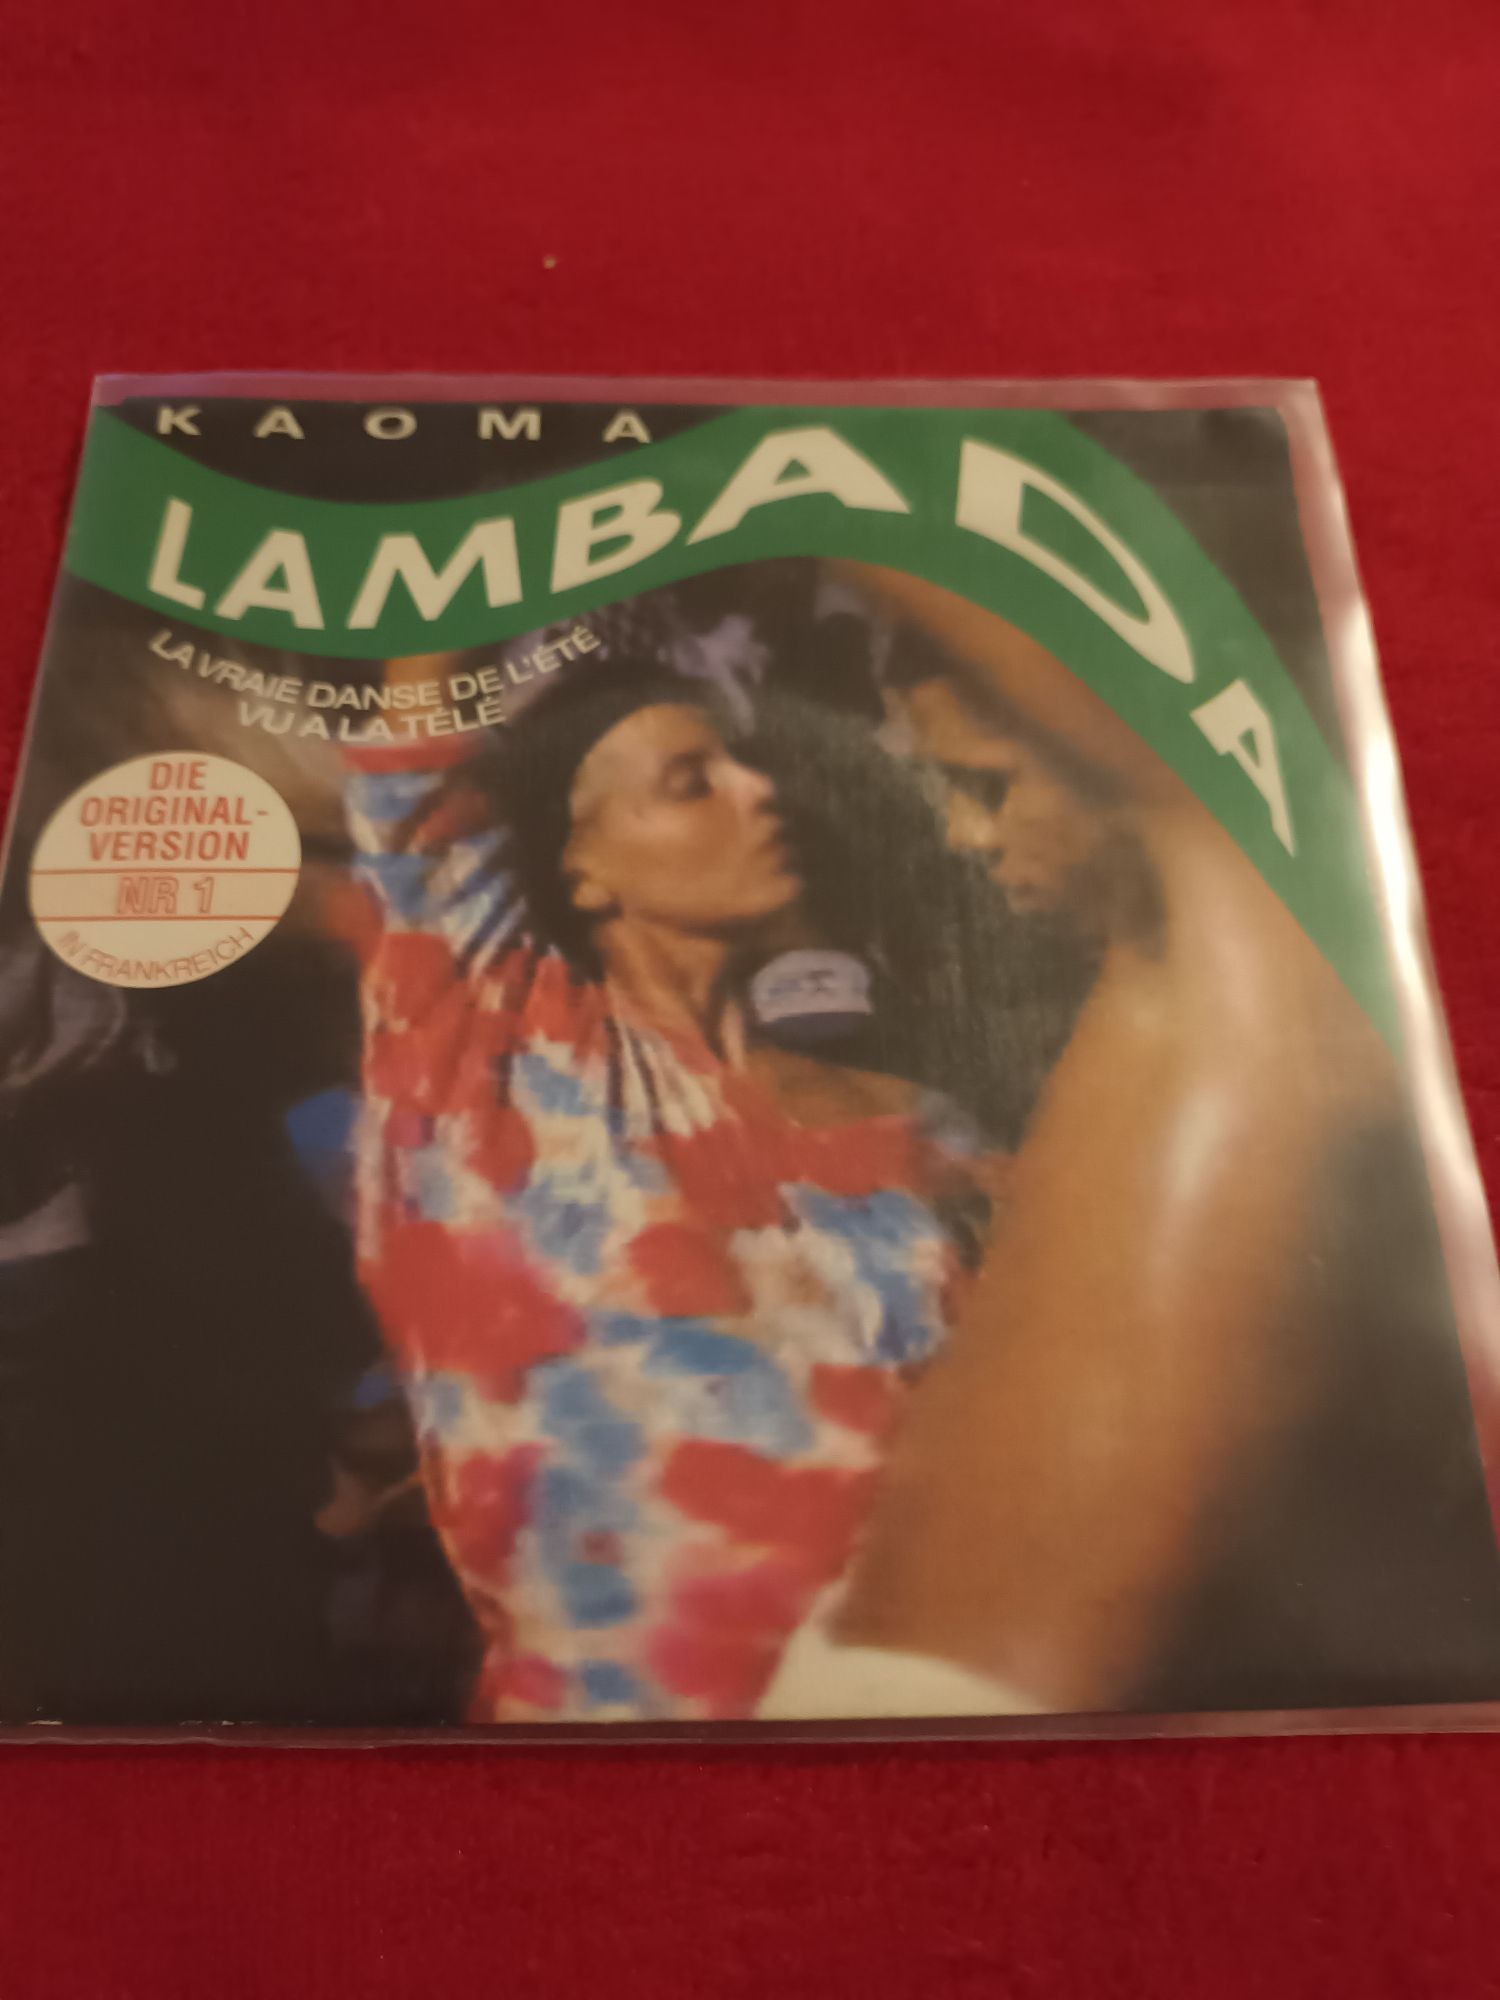 KAOMA
LAMBADA
LA VRAIE DANSE DE L'ÉTÉ
VU A LA TÉLÉ
DIE
ORIGINAL-
VERSION
NR 1
IN FRANKREICH